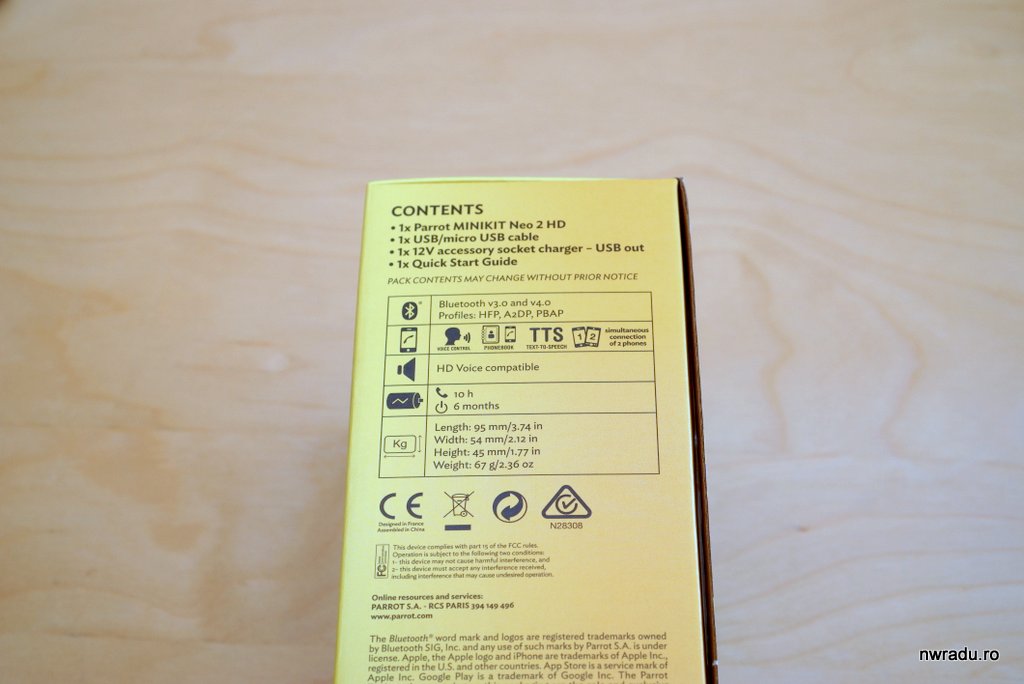 CONTENTS
• 1x Parrot MINIKIT Neo 2 HD
• 1x USB/micro USB cable
• 1x 12V accessory socket charger – USB out
• 1x Quick Start Guide
PACK CONTENTS MAY CHANGE WITHOUT PRIOR NOTICE
Bluetooth v3.0 and v4.0
Profiles: HFP, A2DP, PBAP
VOICE CONTROL
PHONEBOOK
TTS
TEXT-TO-SPEECH
1 2
simultaneous
connection
of 2 phones
HD Voice compatible
10 h
6 months
Kg
Length: 95 mm/3.74 in
Width: 54 mm/2.12 in
Height: 45 mm/1.77 in
Weight: 67 g/2.36 oz
CE
Designed in France
Assembled in China
N28308
FC
This device complies with part 15 of the FCC rules.
Operation is subject to the following two conditions:
1- this device may not cause harmful interference, and
2- this device must accept any interference received,
including interference that may cause undesired operation.
Online resources and services:
PARROT S.A. - RCS PARIS 394 149 496
www.parrot.com
The Bluetooth® word mark and logos are registered trademarks owned
by Bluetooth SIG, Inc. and any use of such marks by Parrot S.A. is under
license. Apple, the Apple logo and iPhone are trademarks of Apple Inc.,
registered in the U.S. and other countries. App Store is a service mark of
Apple Inc. Google Play is a trademark of Google Inc. The Parrot
nwradu.ro